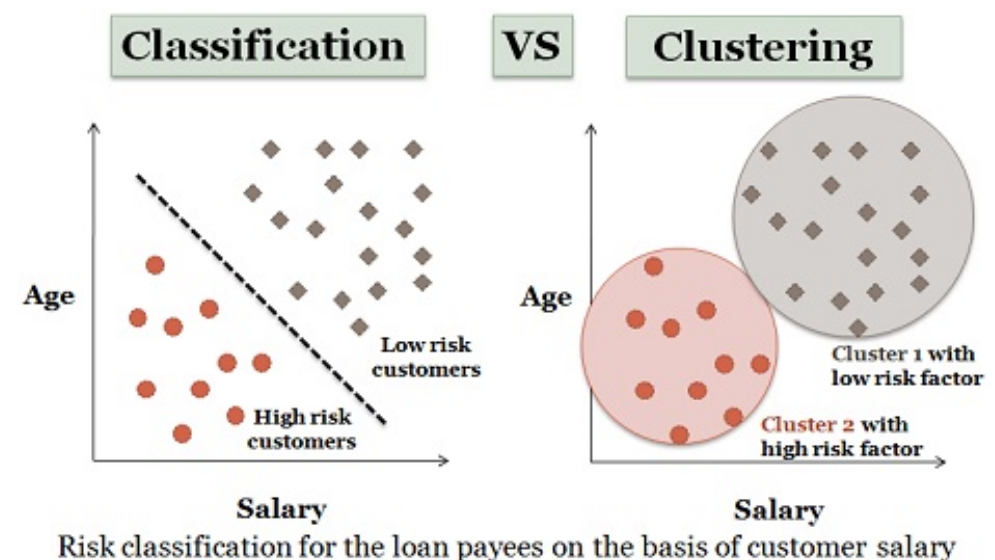 Classification
VS
Clustering
Age
Low risk
customers
High risk
customers
Salary
Age
Cluster 1 with
low risk factor
Cluster 2 with
high risk factor
Salary
Risk classification for the loan payees on the basis of customer salary